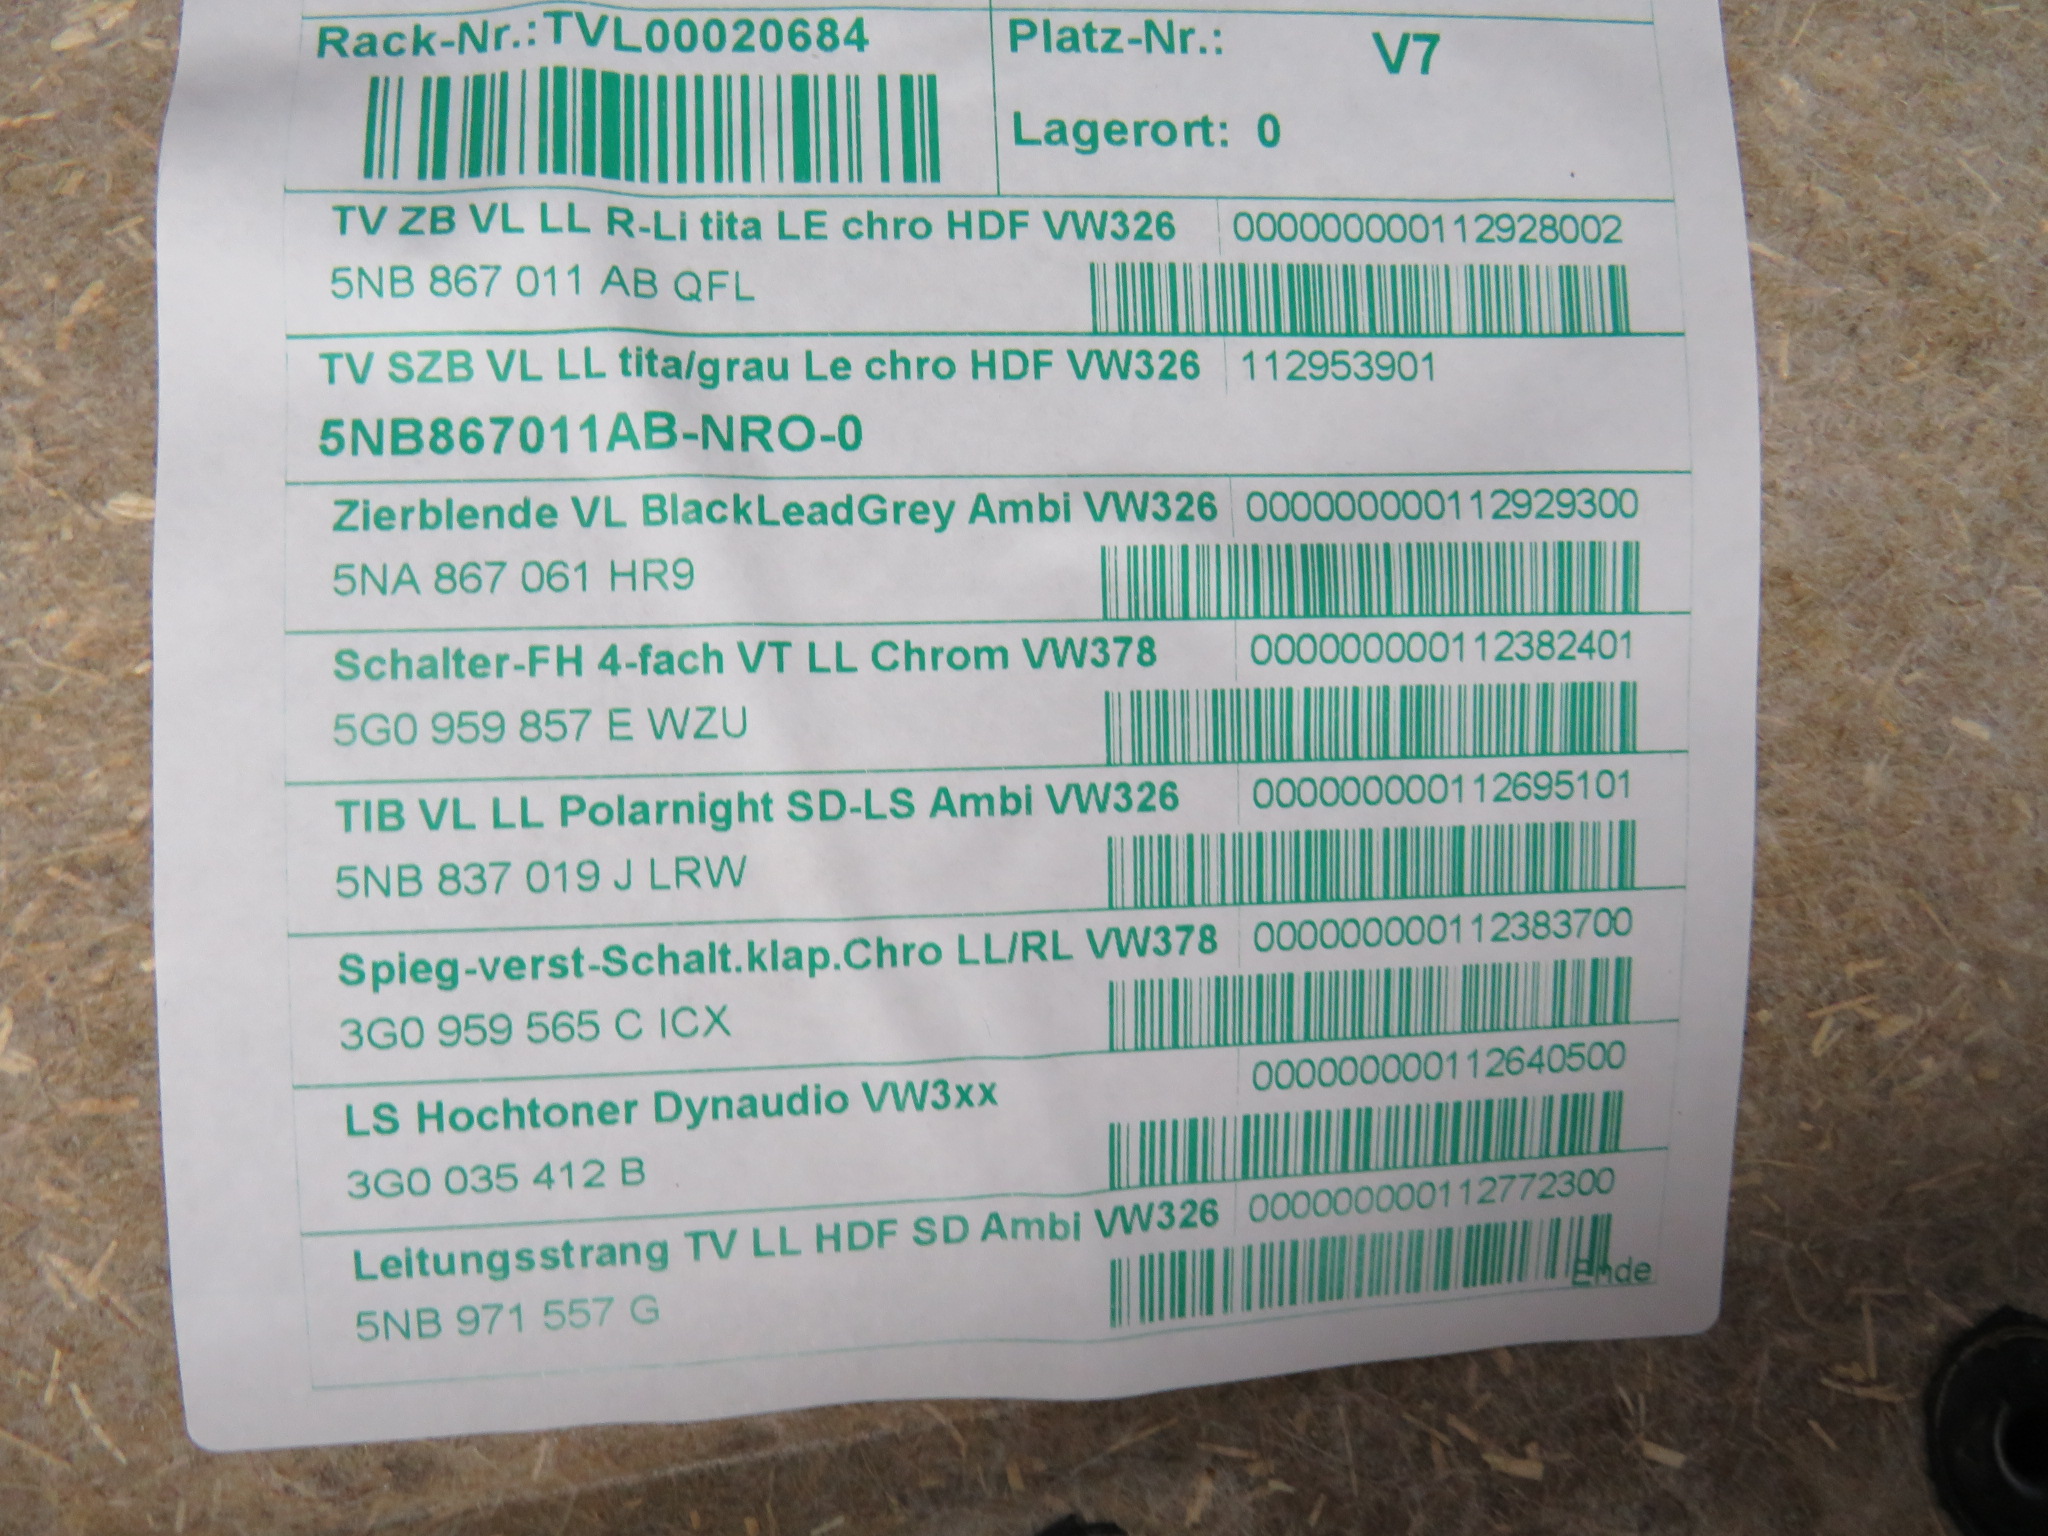 Rack-Nr.:TVL00020684
Platz-Nr.: V7
Lagerort: 0
TV ZB VL LL R-Li tita LE chro HDF VW326 000000000112928002
5NB 867 011 AB QFL
TV SZB VL LL tita/grau Le chro HDF VW326 112953901
5NB867011AB-NRO-0
Zierblende VL BlackLeadGrey Ambi VW326 000000000112929300
5NA 867 061 HR9
Schalter-FH 4-fach VT LL Chrom VW378 000000000112382401
5G0 959 857 E WZU
TIB VL LL Polarnight SD-LS Ambi VW326 000000000112695101
5NB 837 019 J LRW
Spieg-verst-Schalt.klap.Chro LL/RL VW378 000000000112383700
3G0 959 565 C ICX
LS Hochtoner Dynaudio VW3xx 000000000112640500
3G0 035 412 B
Leitungsstrang TV LL HDF SD Ambi VW326 000000000112772300
5NB 971 557 G
Ende